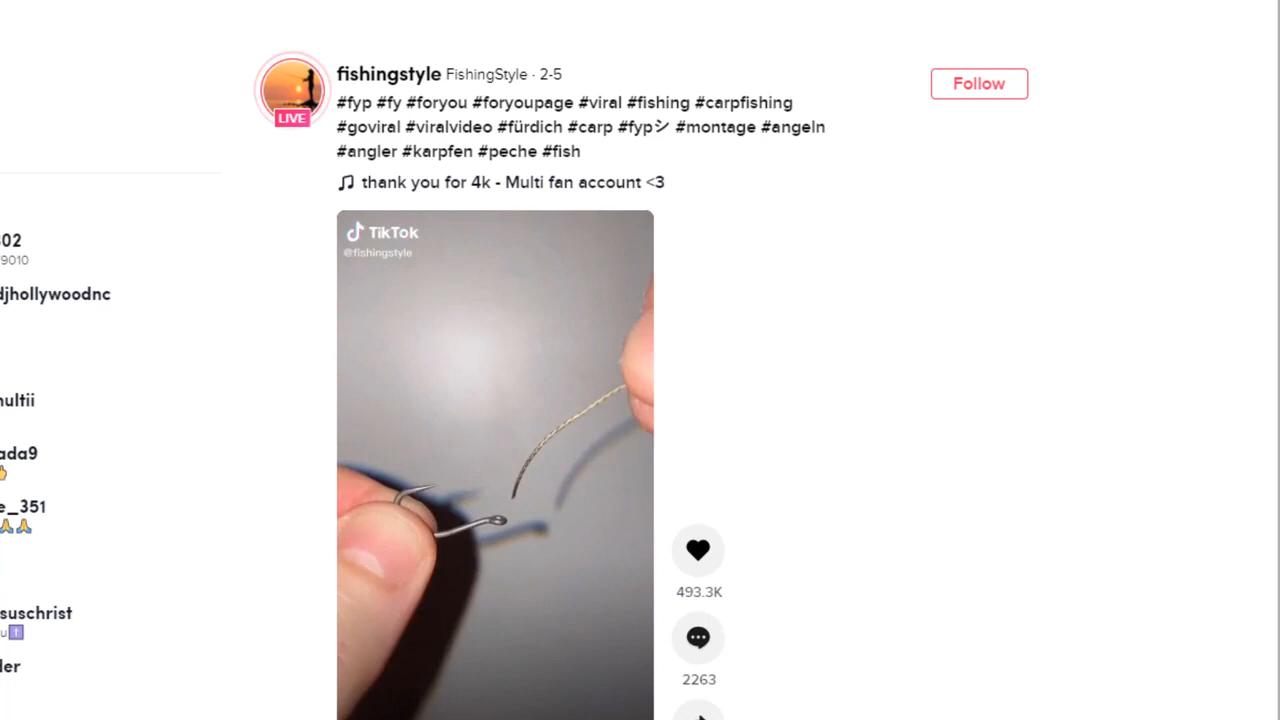 fishingstyle FishingStyle · 2-5
Follow
LIVE
#fyp #fy #foryou #foryoupage #viral #fishing #carpfishing
#goviral #viralvideo #fürdich #carp #fypシ #montage #angeln
#angler #karpfen #peche #fish
thank you for 4k - Multi fan account <3
TikTok
@fishingstyle
493.3K
2263
02
9010
djhollywoodnc
ultii
ada9
e_351
suschrist
u
ler